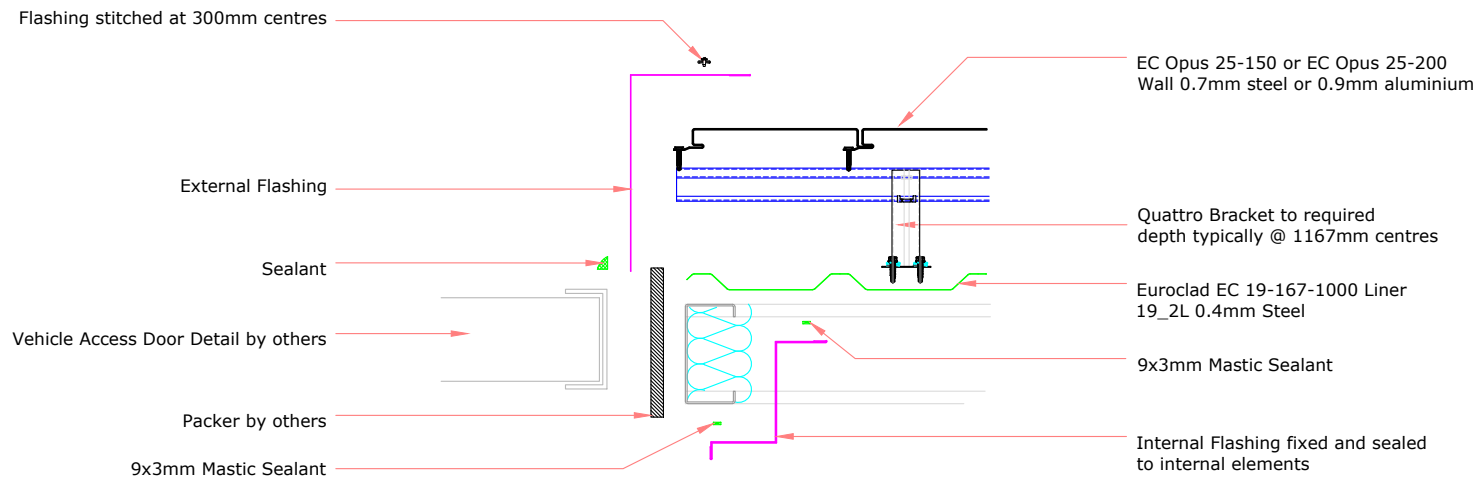 Flashing stitched at 300mm centres
External Flashing
Sealant
Vehicle Access Door Detail by others
Packer by others
9x3mm Mastic Sealant
EC Opus 25-150 or EC Opus 25-200
Wall 0.7mm steel or 0.9mm aluminium
Quattro Bracket to required
depth typically @ 1167mm centres
Euroclad EC 19-167-1000 Liner
19_2L 0.4mm Steel
9x3mm Mastic Sealant
Internal Flashing fixed and sealed
to internal elements